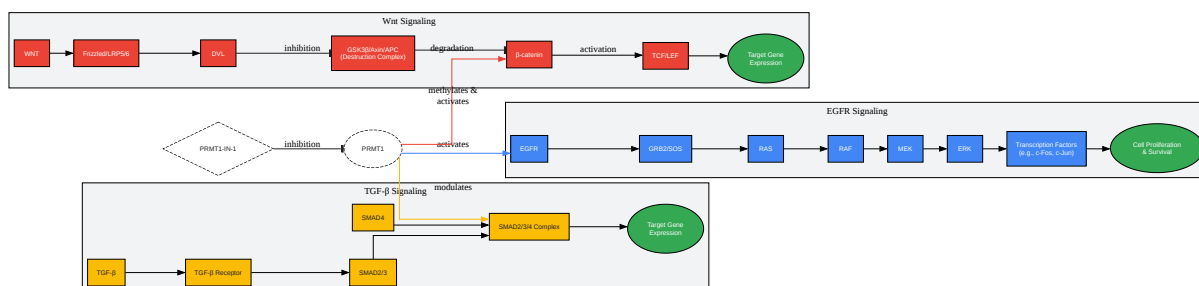 Wnt Signaling
WNT
Frizzled/LRP5/6
DVL
inhibition
GSK3β/Axin/APC
(Destruction Complex)
degradation
β-catenin
activation
TCF/LEF
Target Gene
Expression
methylates &
activates
EGFR Signaling
PRMT1-IN-1
inhibition
PRMT1
activates
EGFR
GRB2/SOS
RAS
RAF
MEK
ERK
Transcription Factors
(e.g., c-Fos, c-Jun)
Cell Proliferation
& Survival
modulates
TGF-β Signaling
SMAD4
SMAD2/3/4 Complex
Target Gene
Expression
TGF-β
TGF-β Receptor
SMAD2/3